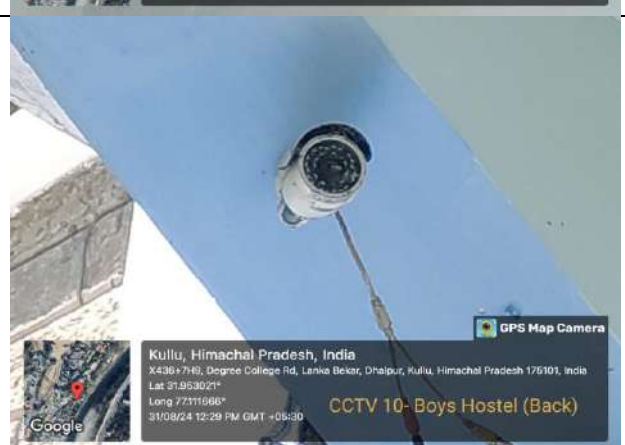 GPS Map Camera
Kullu, Himachal Pradesh, India
X436+7H9, Degree College Rd, Lanka Bekar, Dhalpur, Kullu, Himachal Pradesh 175101, India
Lat 31.953021°
Long 77.111666°
31/08/24 12:29 PM GMT +05:30
CCTV 10- Boys Hostel (Back)
Google